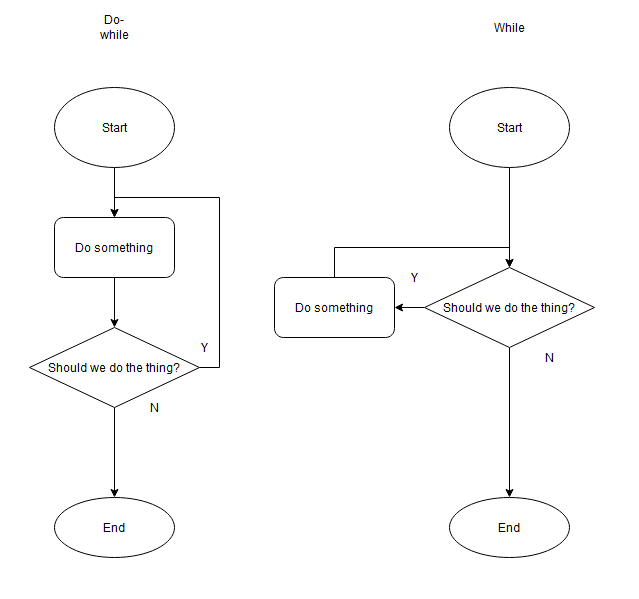 Do-
while
Start
Do something
Should we do the thing?
Y
N
End
While
Start
Y
Do something
Should we do the thing?
N
End